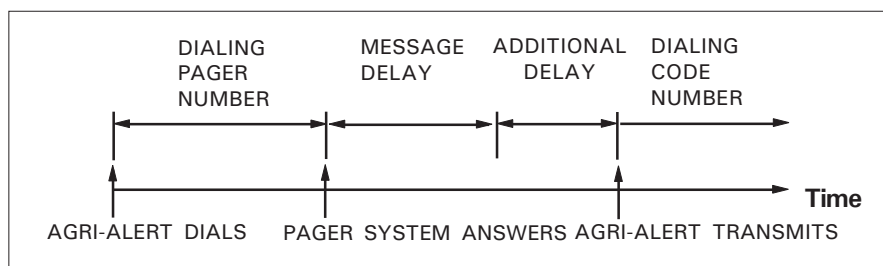 DIALING PAGER NUMBER
MESSAGE DELAY
ADDITIONAL DELAY
DIALING CODE NUMBER
Time
AGRI-ALERT DIALS
PAGER SYSTEM ANSWERS
AGRI-ALERT TRANSMITS